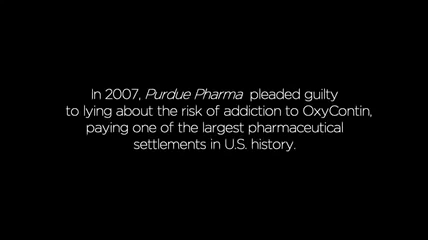 In 2007, Purdue Pharma pleaded guilty
to lying about the risk of addiction to OxyContin,
paying one of the largest pharmaceutical
settlements in U.S. history.